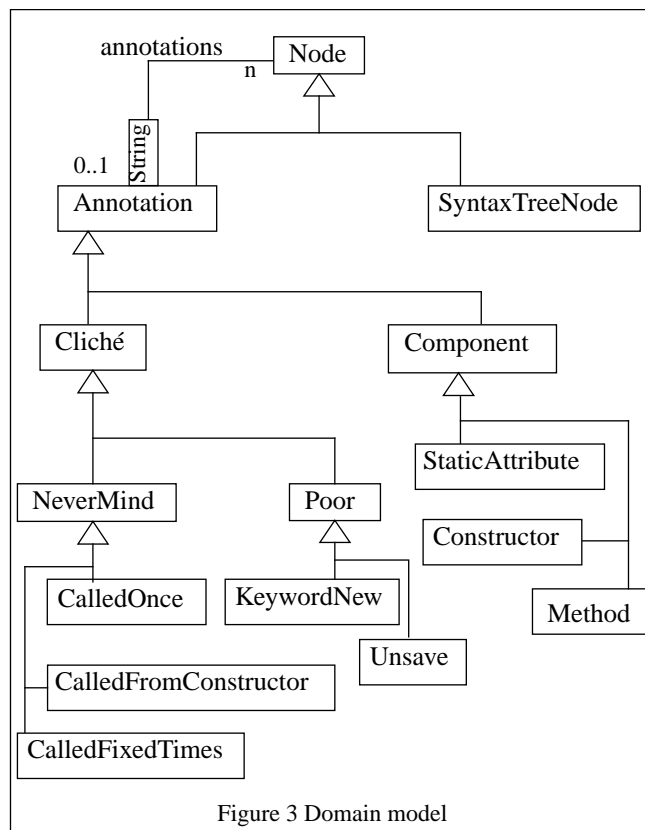 annotations
Node
n
String
0..1
Annotation
SyntaxTreeNode
Cliché
Component
StaticAttribute
NeverMind
Poor
Constructor
CalledOnce
KeywordNew
Method
Unsave
CalledFromConstructor
CalledFixedTimes
Figure 3 Domain model